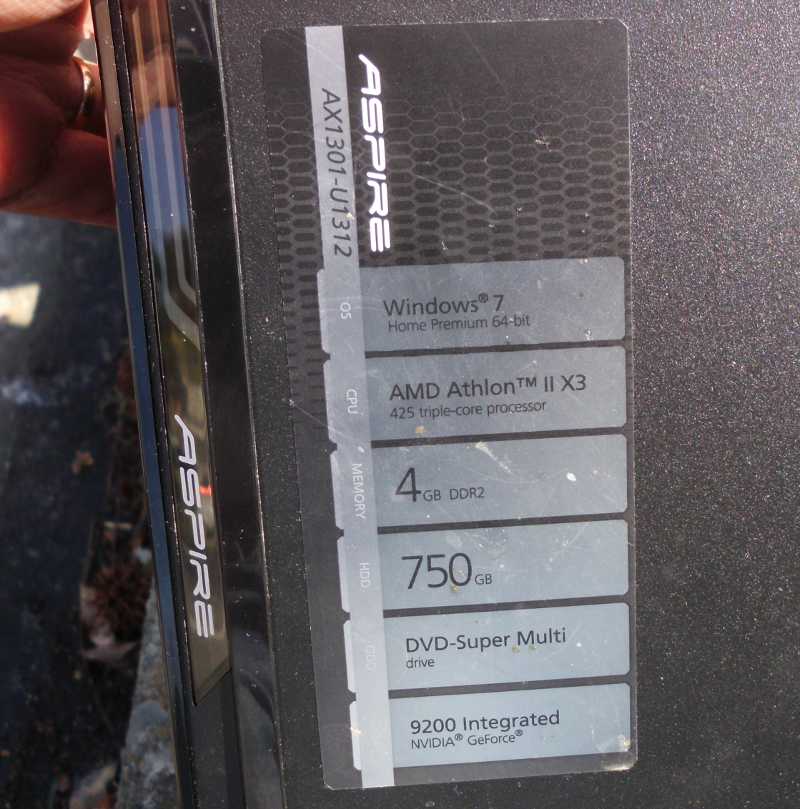 ASPIRE
AX1301-U1312
OS
Windows® 7
Home Premium 64-bit
CPU
AMD Athlon™ II X3
425 triple-core processor
MEMORY
4GB DDR2
HDD
750GB
ODD
DVD-Super Multi
drive
9200 Integrated
NVIDIA® GeForce®
ASPIRE